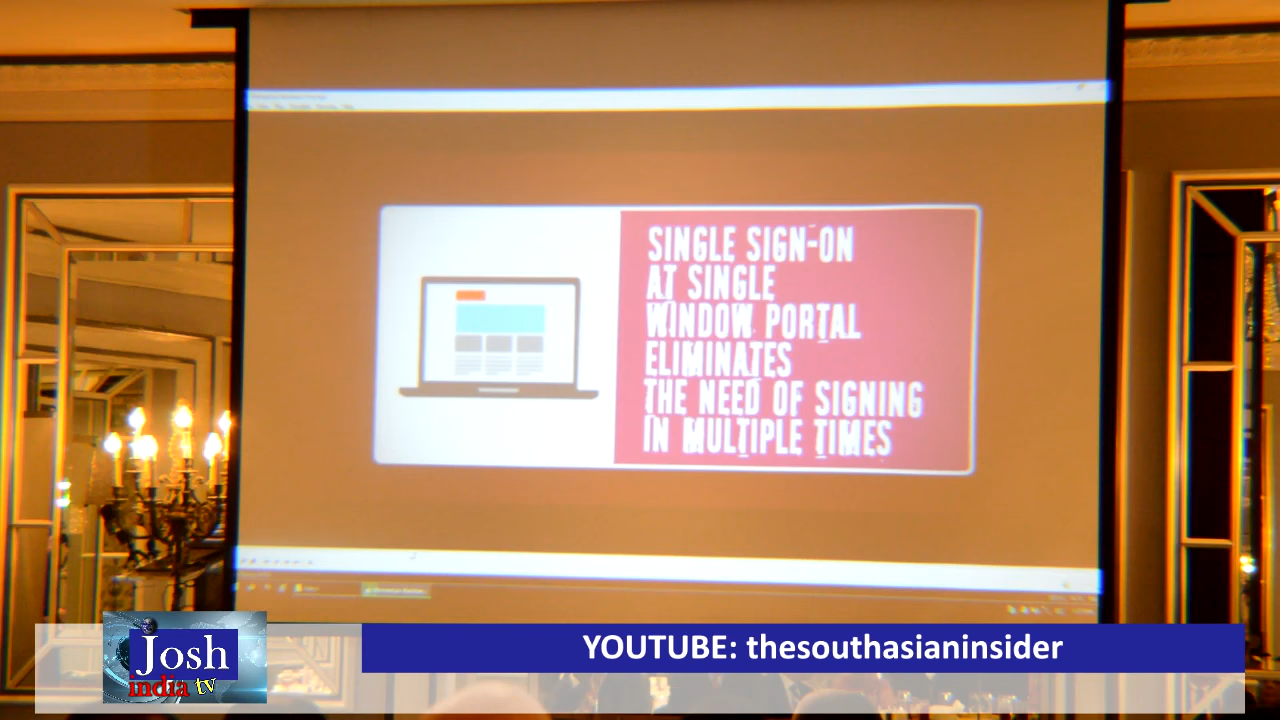 SINGLE SIGN-ON
AT SINGLE
WINDOW PORTAL
ELIMINATES
THE NEED OF SIGNING
IN MULTIPLE TIMES
Josh
india tv
YOUTUBE: thesouthasianinsider